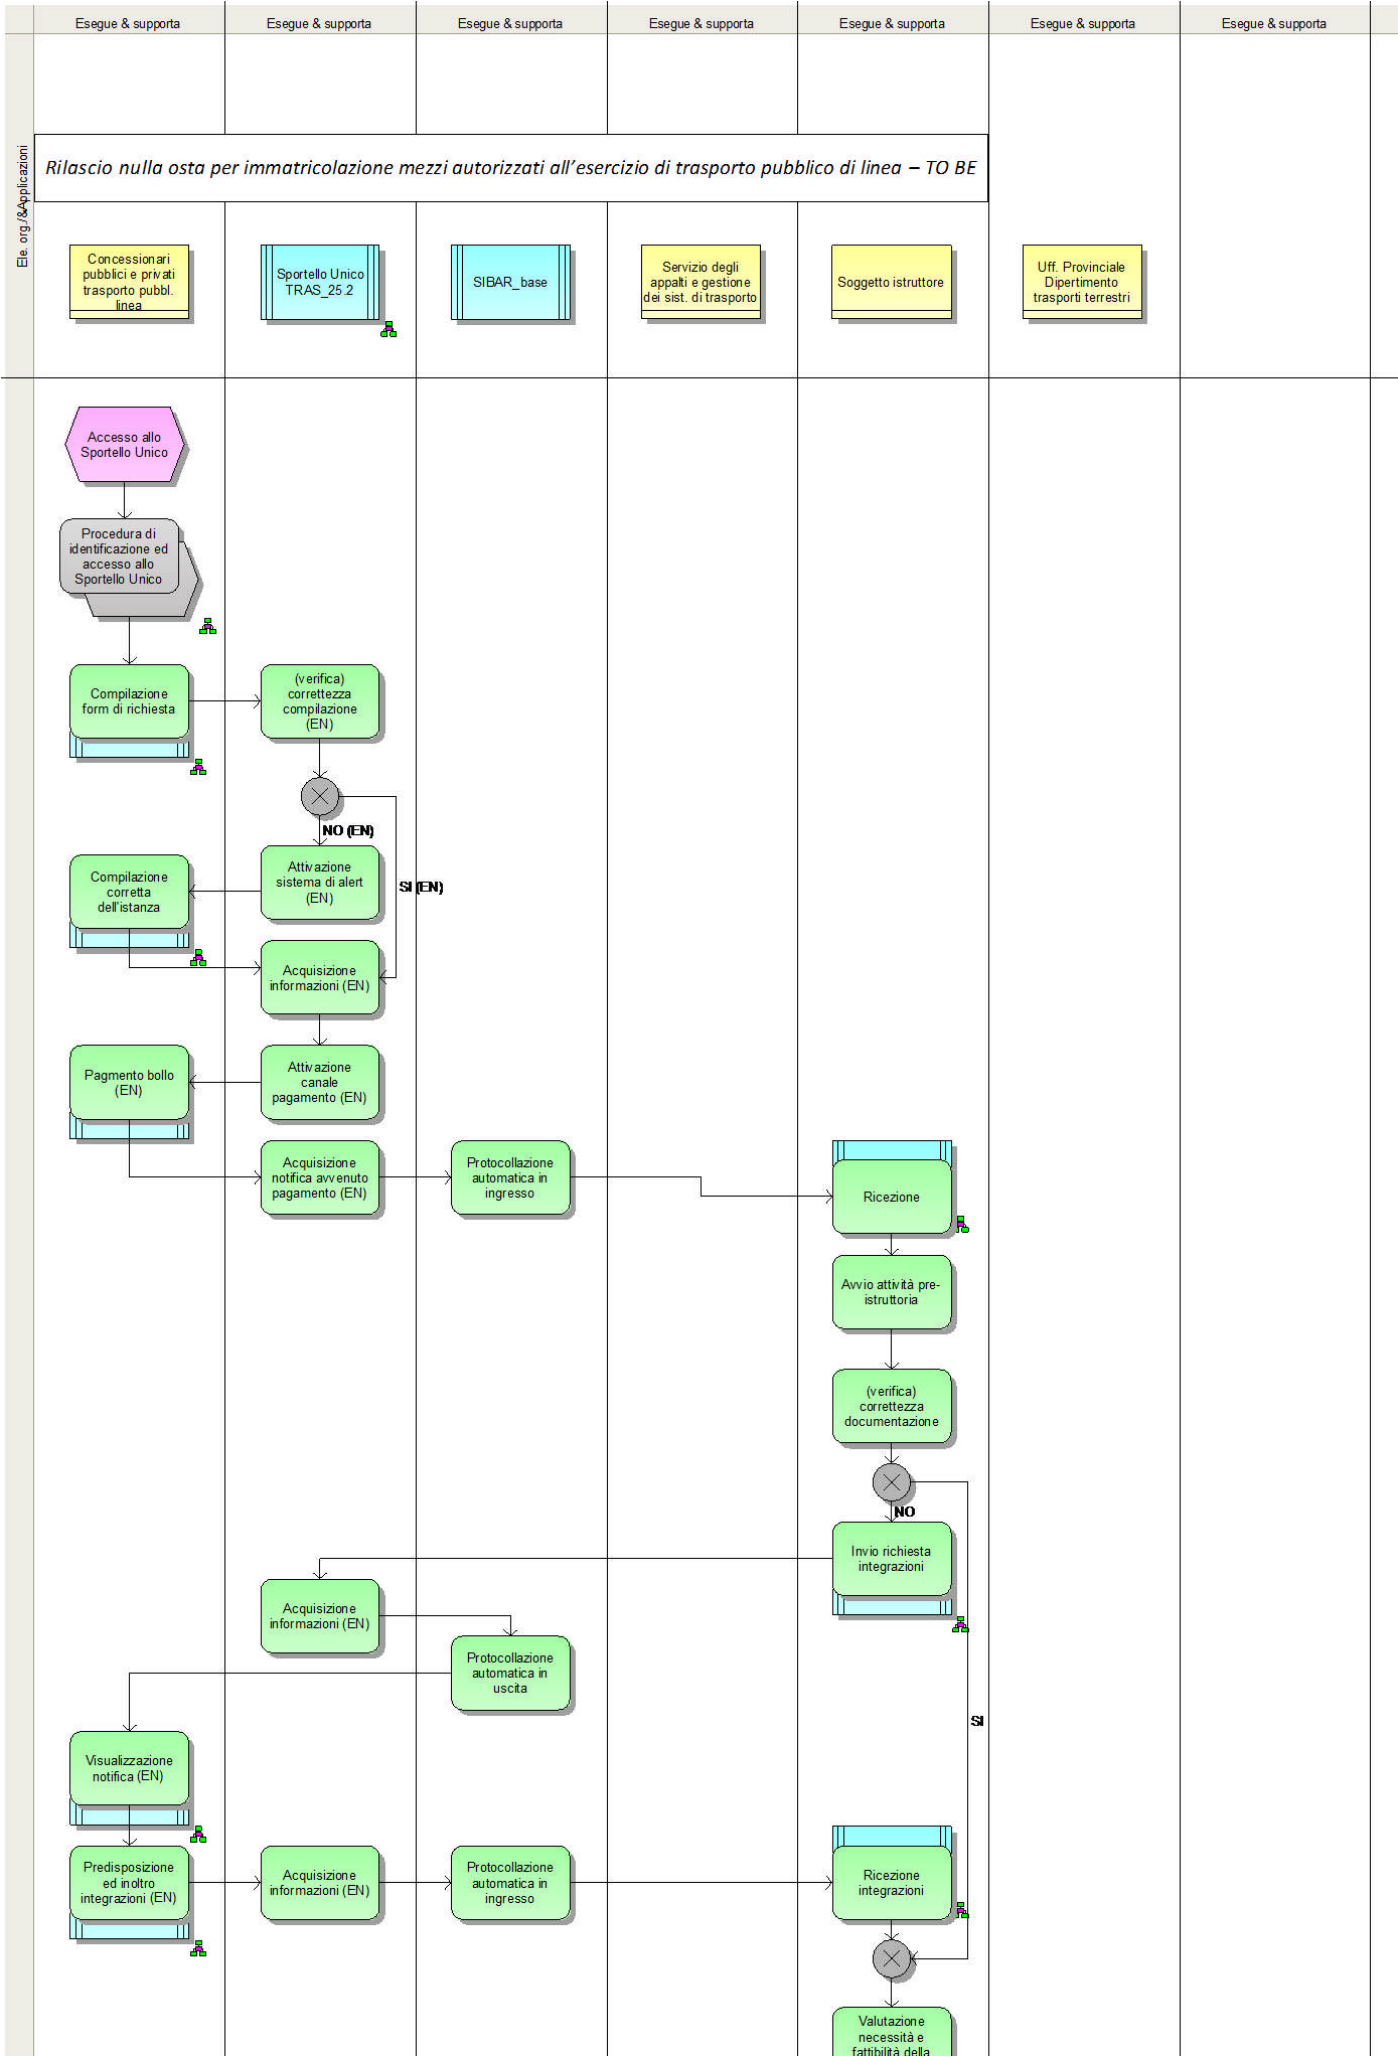 Esegue & supporta
Esegue & supporta
Esegue & supporta
Esegue & supporta
Esegue & supporta
Esegue & supporta
Esegue & supporta
Ele. org./&Applicazioni
Rilascio nulla osta per immatricolazione mezzi autorizzati all'esercizio di trasporto pubblico di linea – TO BE
Concessionari
pubblici e privati
trasporto pubbl.
linea
Sportello Unico
TRAS_25.2
SIBAR_base
Servizio degli
appalti e gestione
dei sist. di trasporto
Soggetto istruttore
Uff. Provinciale
Dipertimento
trasporti terrestri
Accesso allo
Sportello Unico
Procedura di
identificazione ed
accesso allo
Sportello Unico
Compilazione
form di richiesta
(verifica)
correttezza
compilazione
(EN)
NO (EN)
SI (EN)
Attivazione
sistema di alert
(EN)
Compilazione
corretta
dell'istanza
Acquisizione
informazioni (EN)
Attivazione
canale
pagamento (EN)
Pagmento bollo
(EN)
Acquisizione
notifica avvenuto
pagamento (EN)
Protocollazione
automatica in
ingresso
Ricezione
Avvio attività pre-
istruttoria
(verifica)
correttezza
documentazione
NO
Invio richiesta
integrazioni
Acquisizione
informazioni (EN)
Protocollazione
automatica in
uscita
SI
Visualizzazione
notifica (EN)
Predisposizione
ed inoltro
integrazioni (EN)
Acquisizione
informazioni (EN)
Protocollazione
automatica in
ingresso
Ricezione
integrazioni
Valutazione
necessità e
fattibilità della